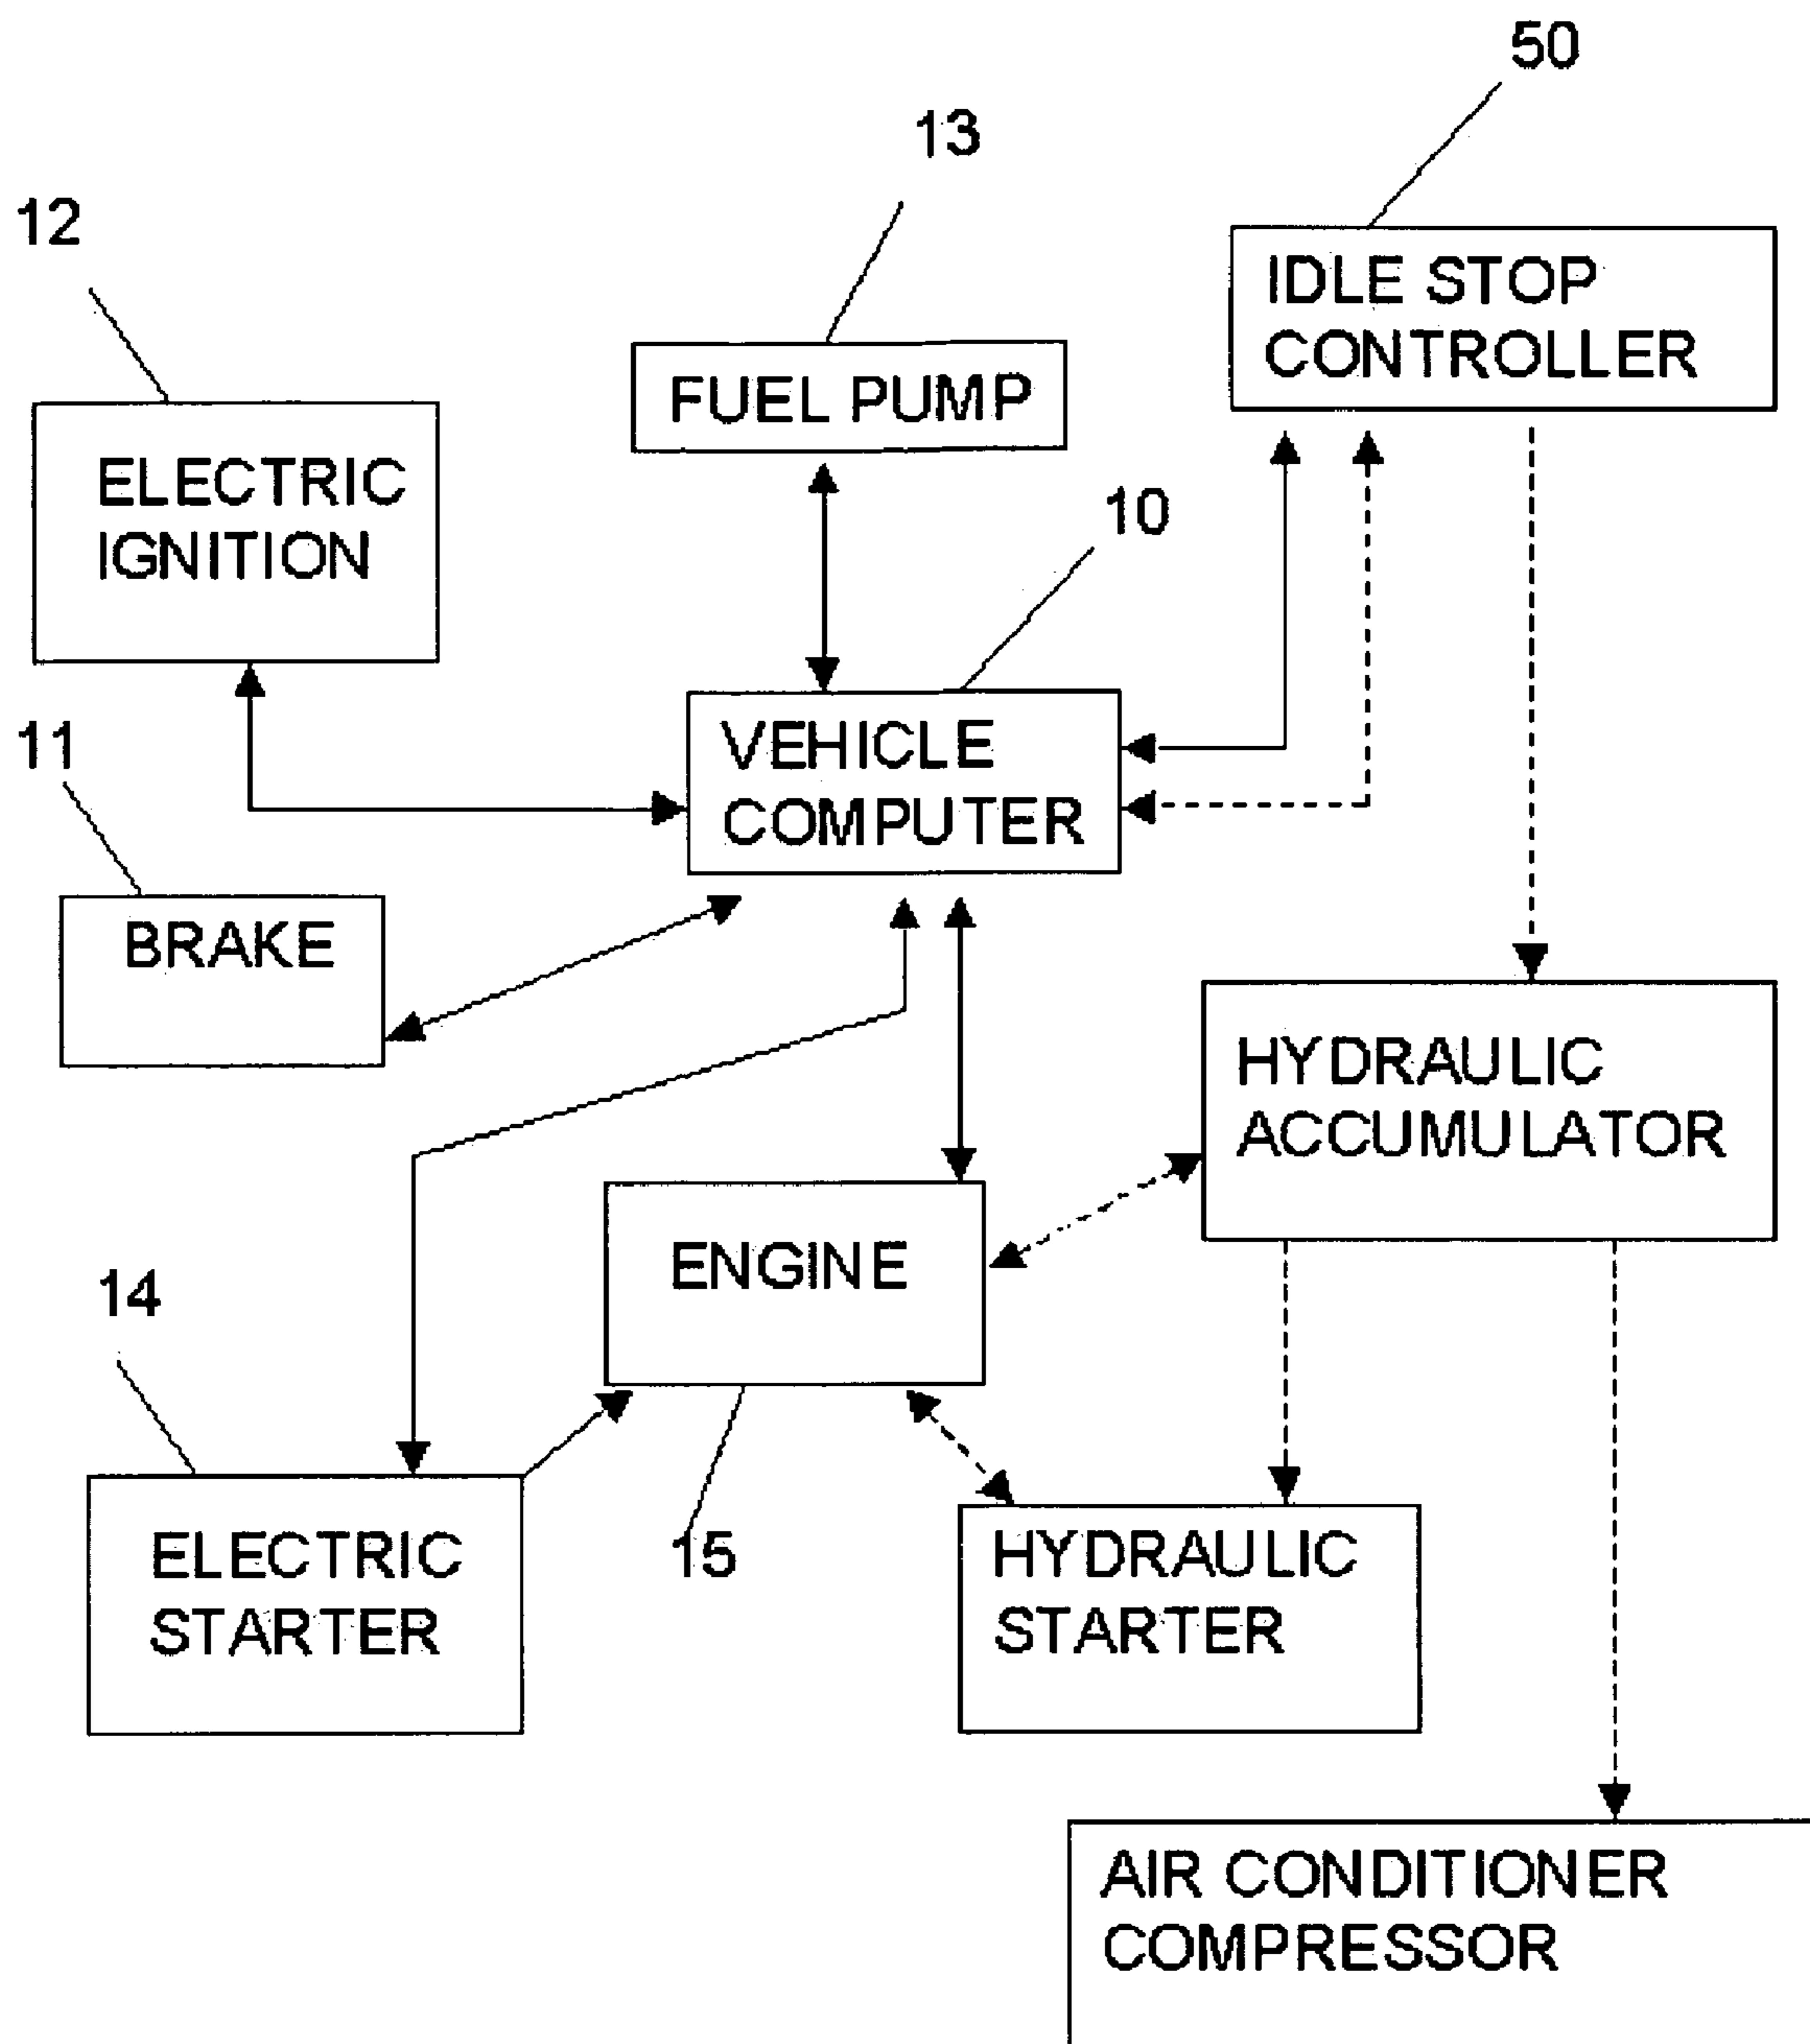 50
13
12
IDLE STOP
CONTROLLER
FUEL PUMP
ELECTRIC
IGNITION
10
11
VEHICLE
COMPUTER
BRAKE
HYDRAULIC
ACCUMULATOR
ENGINE
14
15
ELECTRIC
STARTER
HYDRAULIC
STARTER
AIR CONDITIONER
COMPRESSOR